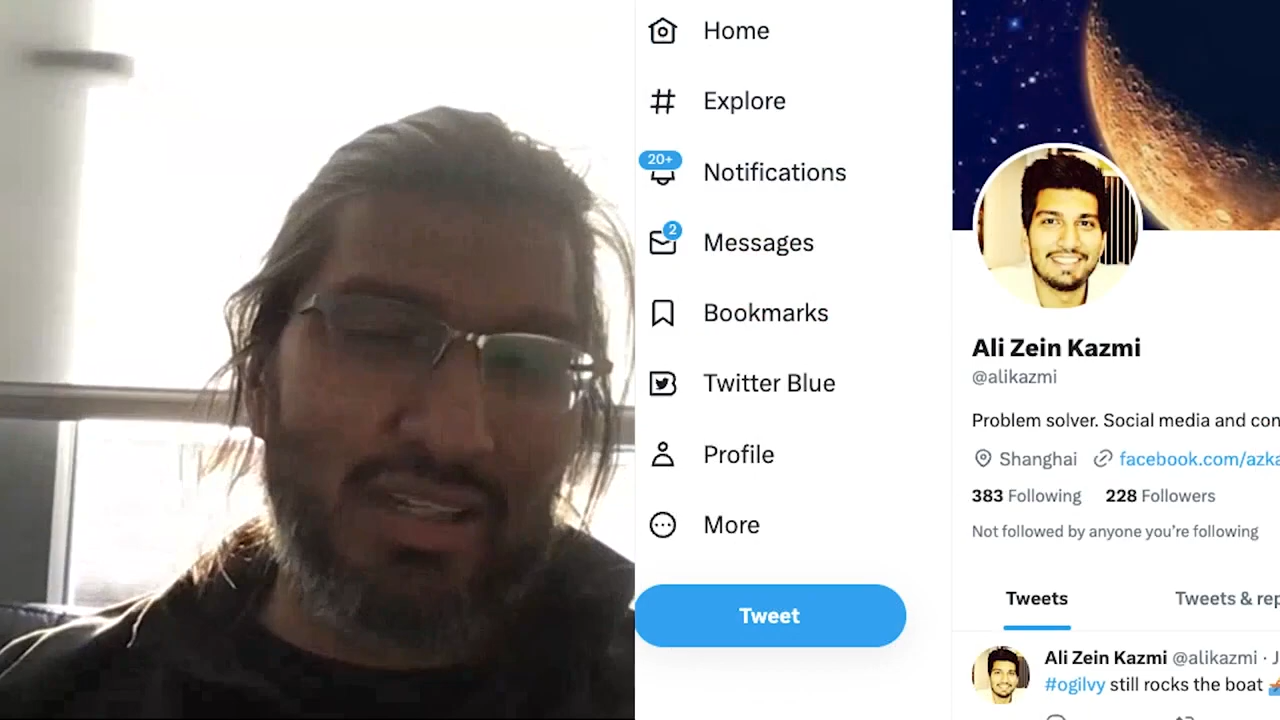 Home
Explore
20+
Notifications
2
Messages
Bookmarks
Twitter Blue
Profile
More
Tweet
Ali Zein Kazmi
@alikazmi
Problem solver. Social media and con
Shanghai facebook.com/azka
383 Following 228 Followers
Not followed by anyone you’re following
Tweets Tweets & rep
Ali Zein Kazmi @alikazmi · J
#ogilvy still rocks the boat